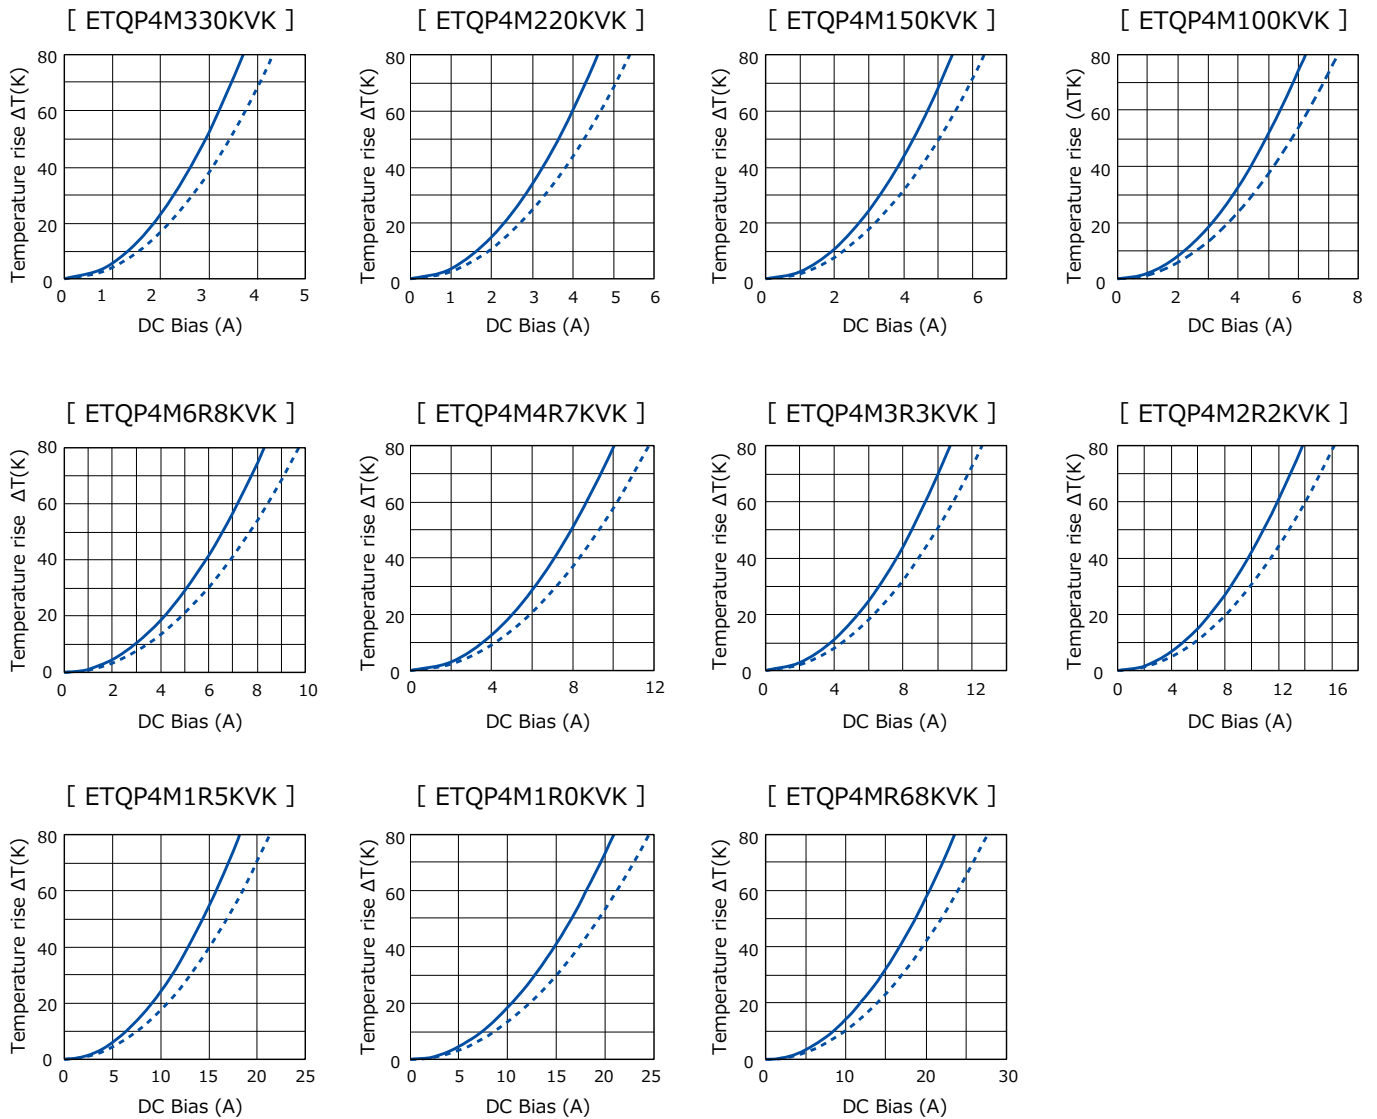 [ ETQP4M330KVK ]
Temperature rise ΔT(K)
80
60
40
20
0
0 1 2 3 4 5
DC Bias (A)
[ ETQP4M220KVK ]
Temperature rise ΔT(K)
80
60
40
20
0
0 1 2 3 4 5 6
DC Bias (A)
[ ETQP4M150KVK ]
Temperature rise ΔT(K)
80
60
40
20
0
0 2 4 6
DC Bias (A)
[ ETQP4M100KVK ]
Temperature rise (ΔTK)
80
60
40
20
0
0 2 4 6 8
DC Bias (A)
[ ETQP4M6R8KVK ]
Temperature rise ΔT(K)
80
60
40
20
0
0 2 4 6 8 10
DC Bias (A)
[ ETQP4M4R7KVK ]
Temperature rise ΔT(K)
80
60
40
20
0
0 4 8 12
DC Bias (A)
[ ETQP4M3R3KVK ]
Temperature rise ΔT(K)
80
60
40
20
0
0 4 8 12
DC Bias (A)
[ ETQP4M2R2KVK ]
Temperature rise ΔT(K)
80
60
40
20
0
0 4 8 12 16
DC Bias (A)
[ ETQP4M1R5KVK ]
Temperature rise ΔT(K)
80
60
40
20
0
0 5 10 15 20 25
DC Bias (A)
[ ETQP4M1R0KVK ]
Temperature rise ΔT(K)
80
60
40
20
0
0 5 10 15 20 25
DC Bias (A)
[ ETQP4MR68KVK ]
Temperature rise ΔT(K)
80
60
40
20
0
0 10 20 30
DC Bias (A)